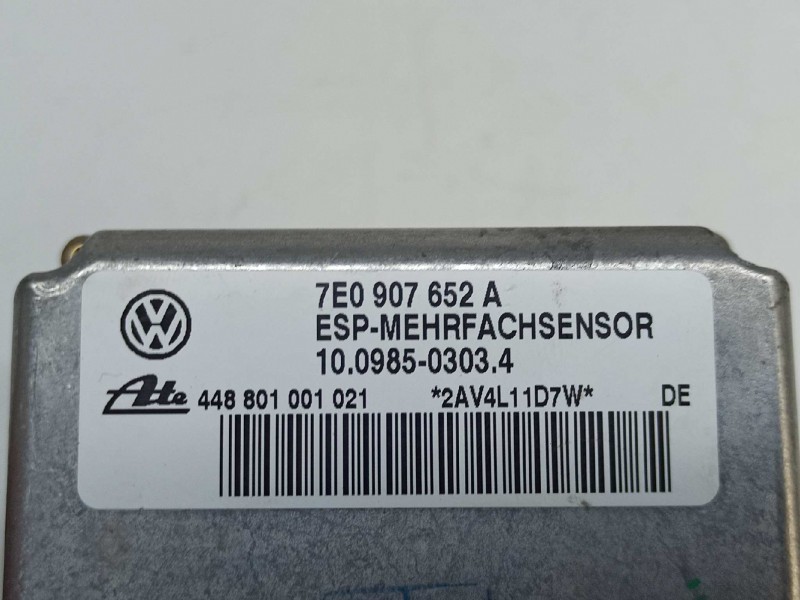 7E0 907 652 A
ESP-MEHRFACHSENSOR
10.0985-0303.4
Ate 448 801 001 021 *2AV4L11D7W* DE